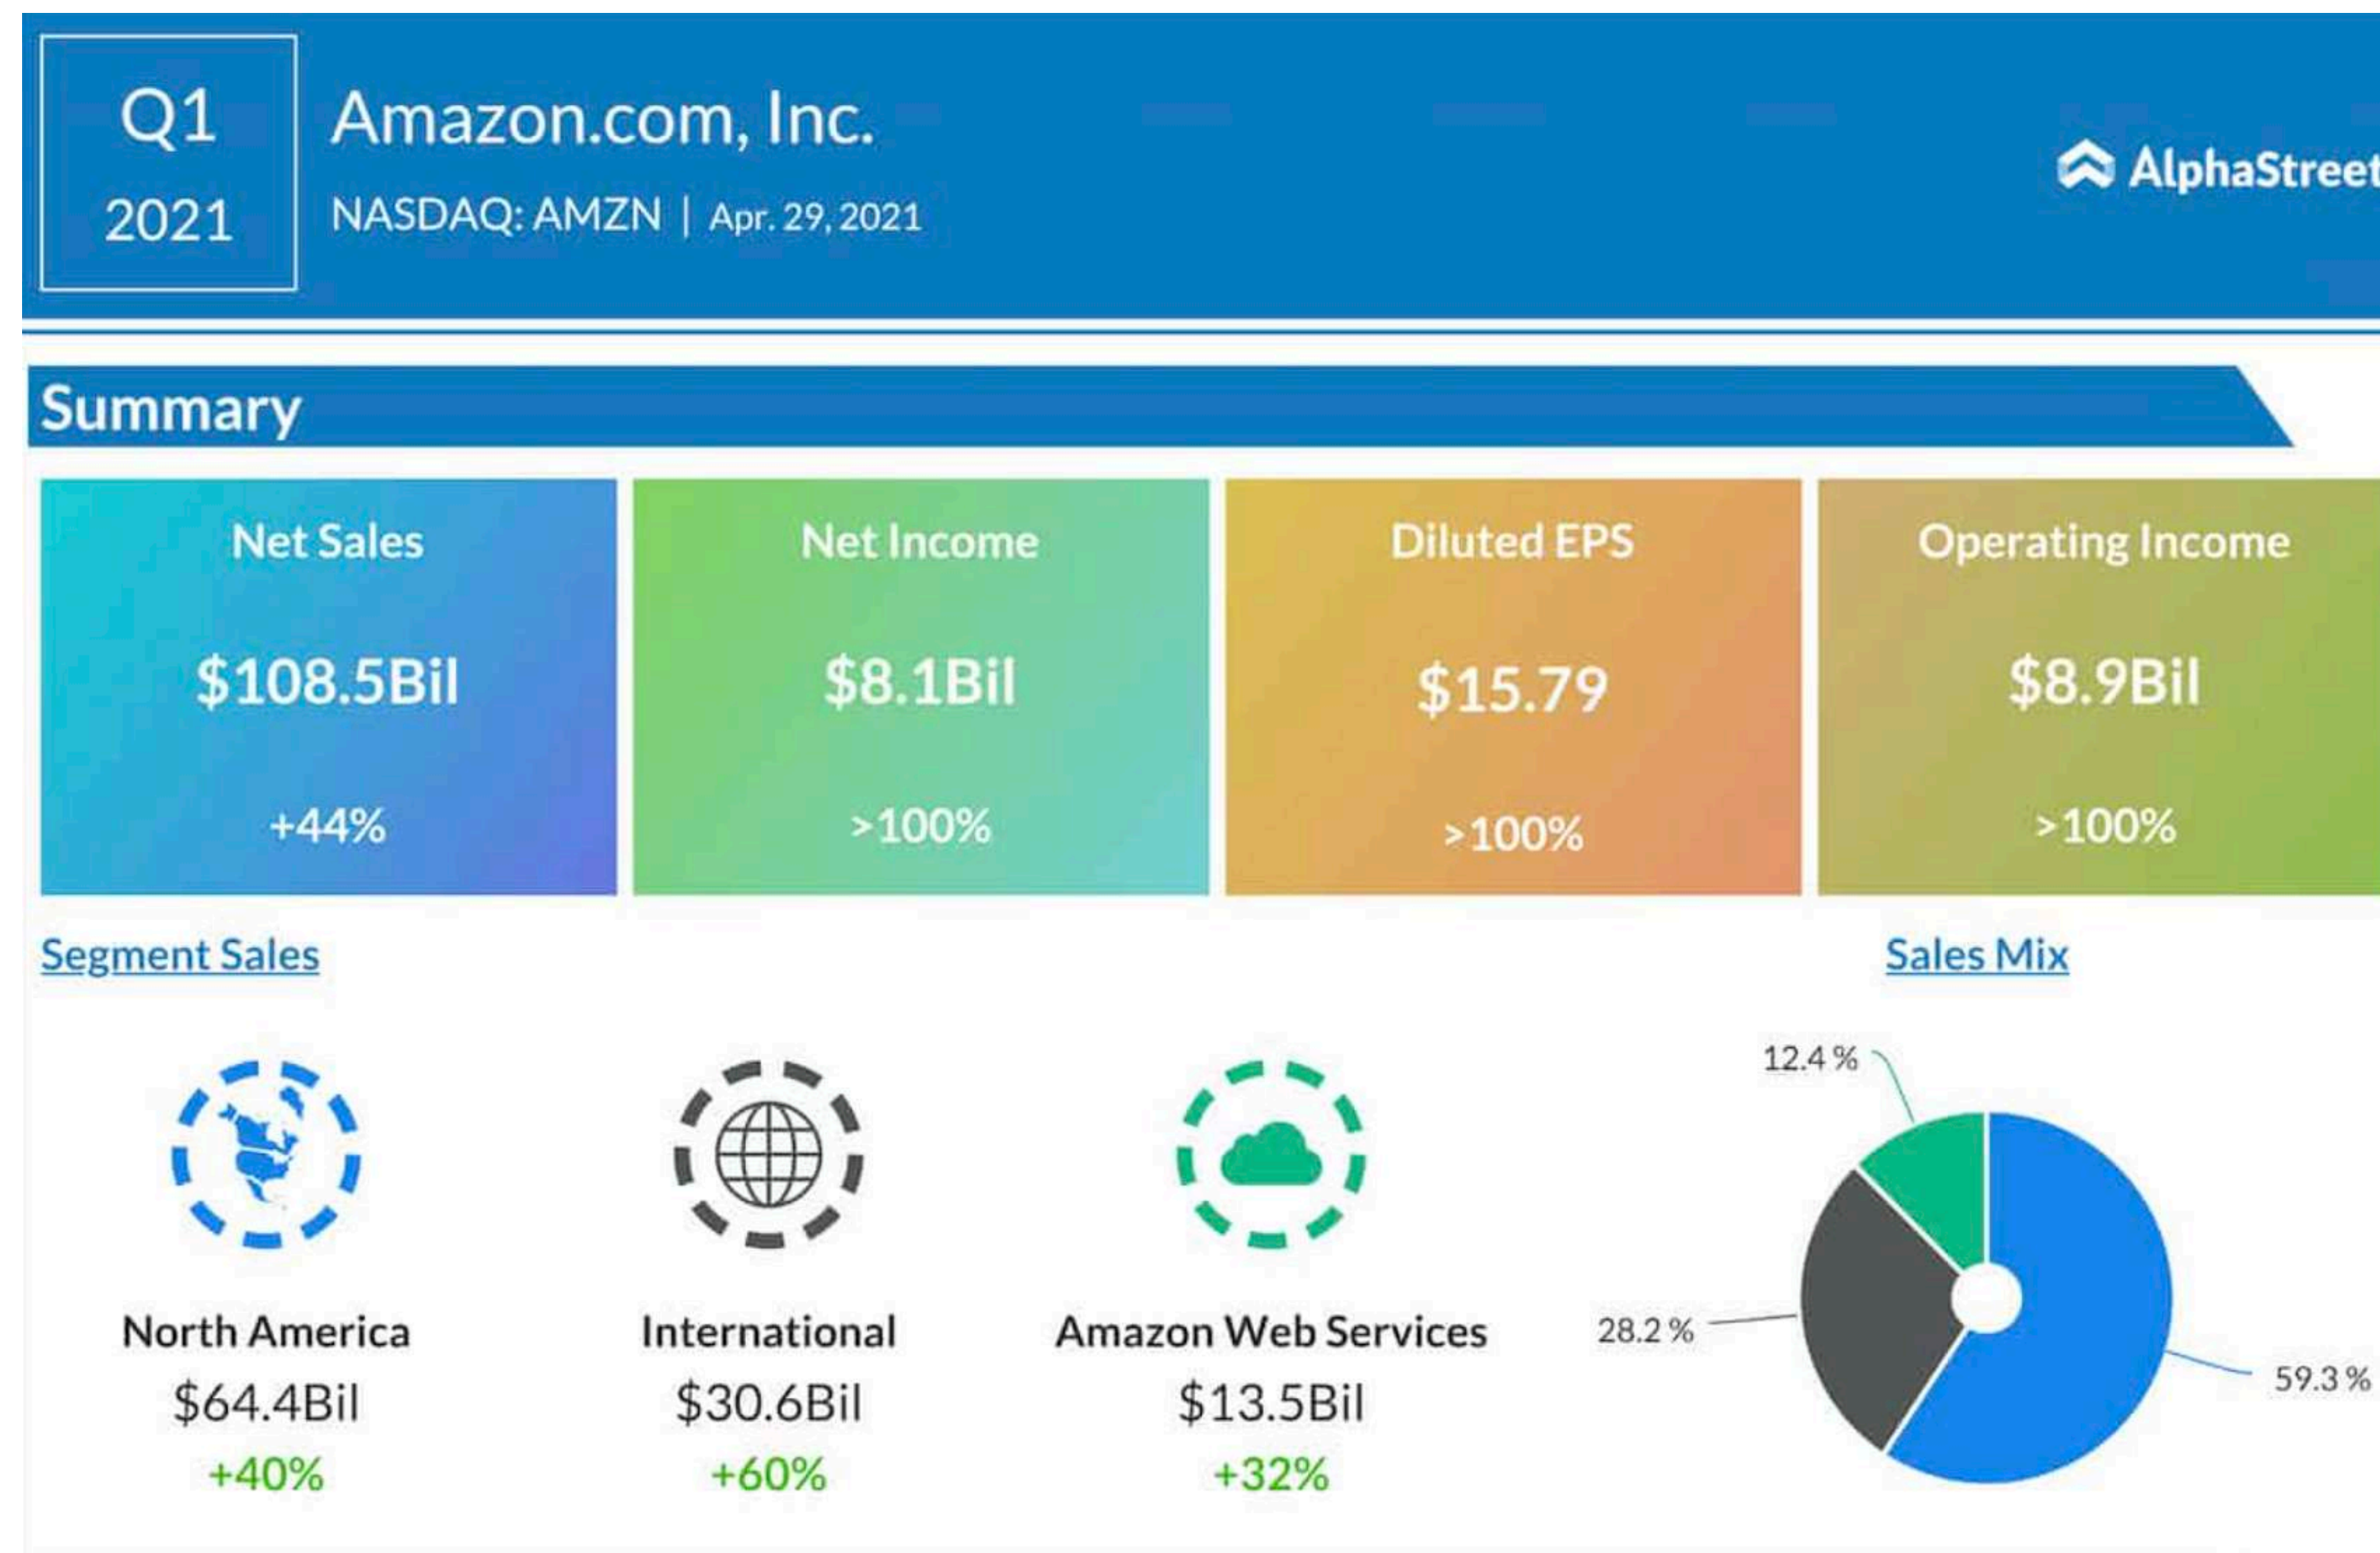 Q1
2021
Amazon.com, Inc.
NASDAQ: AMZN | Apr. 29, 2021
AlphaStreet
Summary
Net Sales
$108.5Bil
+44%
Net Income
$8.1Bil
>100%
Diluted EPS
$15.79
>100%
Operating Income
$8.9Bil
>100%
Segment Sales
North America
$64.4Bil
+40%
International
$30.6Bil
+60%
Amazon Web Services
$13.5Bil
+32%
Sales Mix
12.4 %
28.2 %
59.3 %